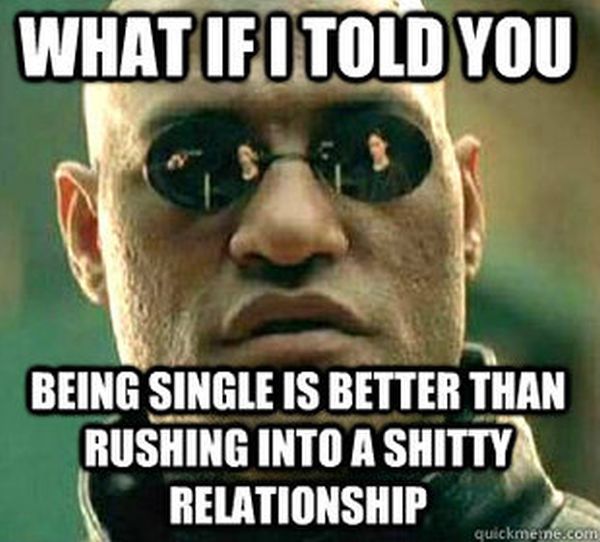 WHAT IF I TOLD YOU
BEING SINGLE IS BETTER THAN
RUSHING INTO A SHITTY
RELATIONSHIP
quickmeme.com